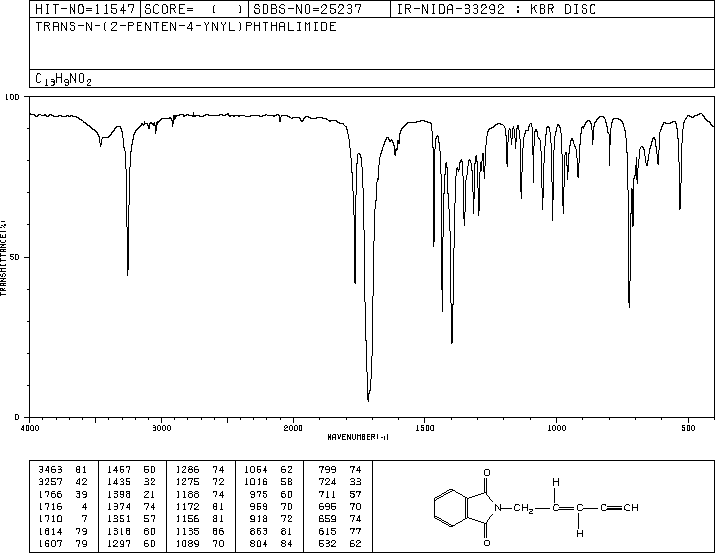 HIT-NO=11547 SCORE= ( ) SDBS-NO=25237 IR-NIDA-33292 : KBR DISC
TRANS-N-(2-PENTEN-4-YNYL)PHTHALIMIDE
C13H9NO2
100
50
0
TRANSMITTANCE(%)
4000 3000 2000 1500 1000 500
WAVENUMBER(-1)
3463 81 1467 50 1286 74 1054 62 799 74
3257 42 1435 32 1275 72 1016 58 724 33
1766 39 1398 21 1188 74 975 60 711 57
1716 4 1374 74 1172 81 969 70 696 70
1710 7 1351 57 1156 81 918 72 659 74
1614 79 1318 60 1135 86 863 81 615 77
1607 79 1297 60 1089 70 804 84 532 62
O
H
N CH2 C CH
H
O